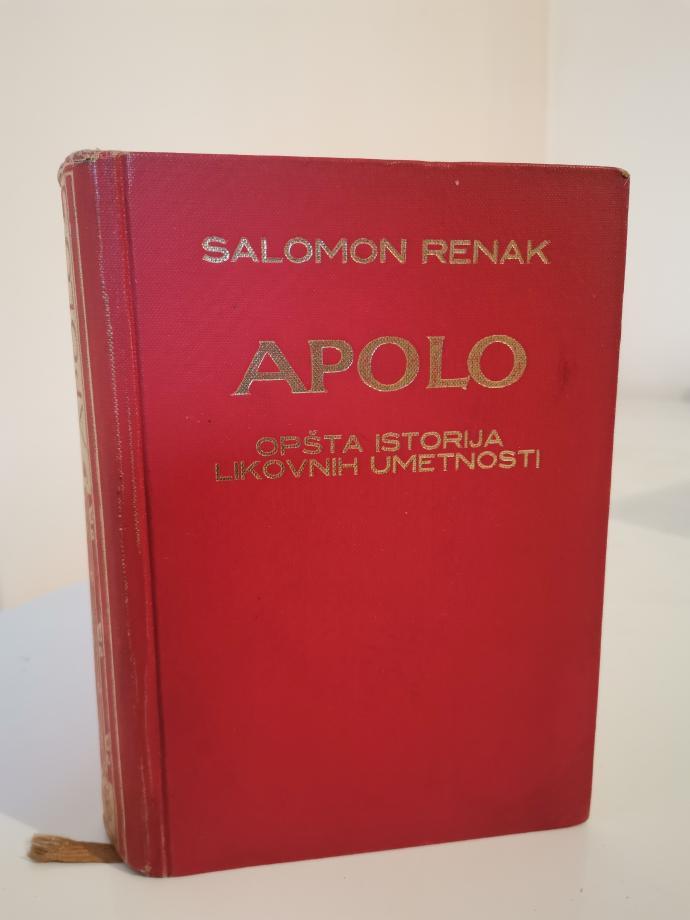 SALOMON RENAK
APOLO
OPŠTA ISTORIJA
LIKOVNIH UMETNOSTI